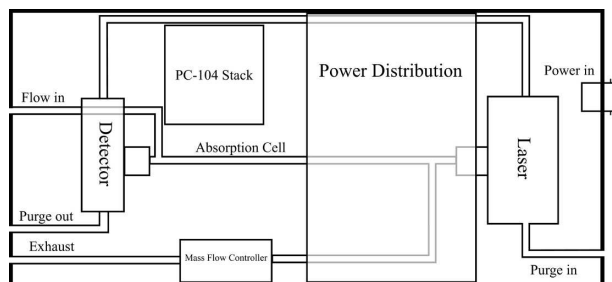 PC-104 Stack
Power Distribution
Power in
Flow in
Detector
Absorption Cell
Laser
Purge out
Exhaust
Mass Flow Controller
Purge in